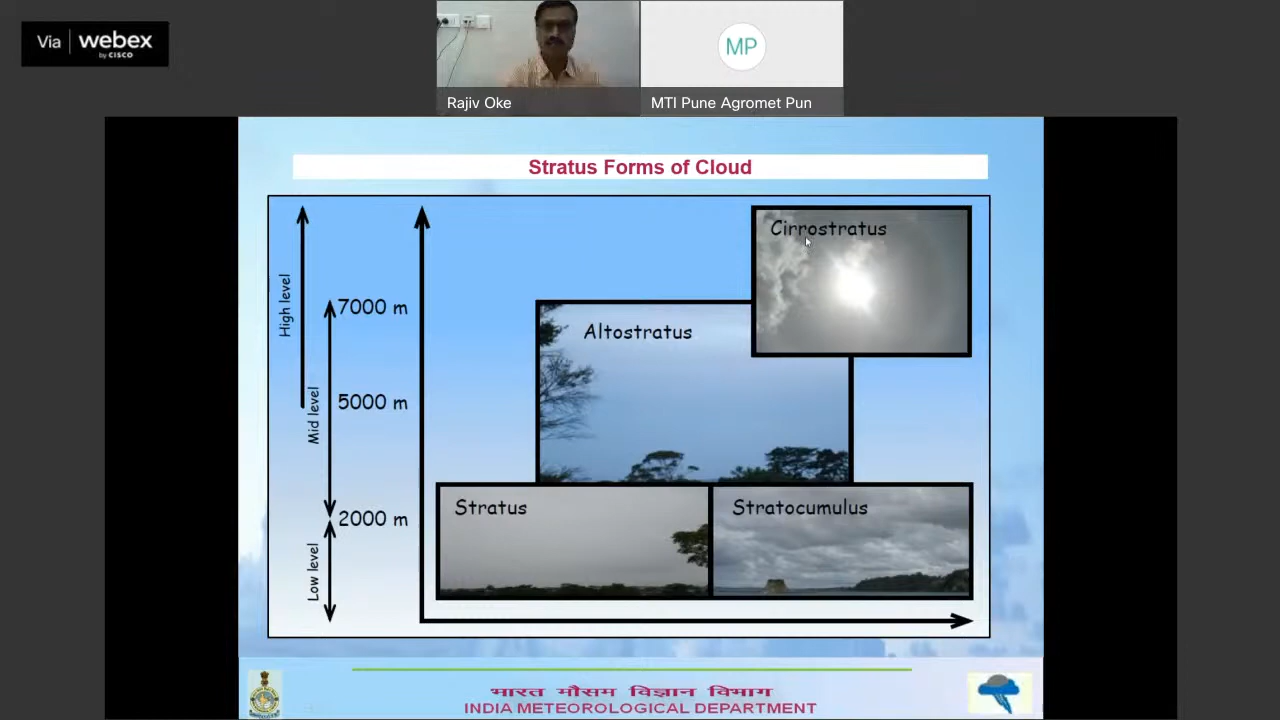 Via webex
by CISCO
MP
Rajiv Oke
MTI Pune Agromet Pun
Stratus Forms of Cloud
High level
Mid level
Low level
7000 m
5000 m
2000 m
Cirrostratus
Altostratus
Stratus
Stratocumulus
भारत मौसम विज्ञान विभाग
INDIA METEOROLOGICAL DEPARTMENT